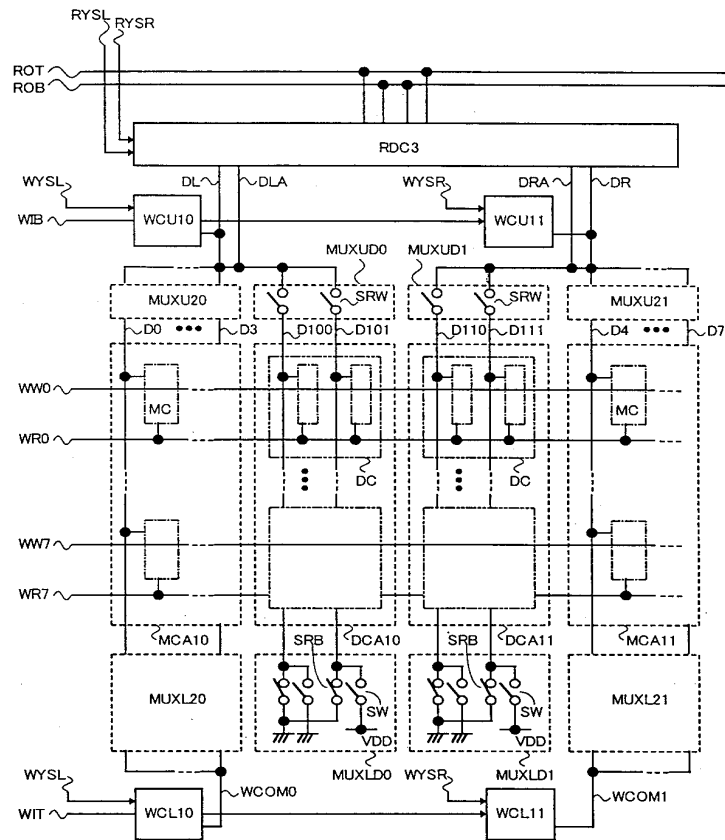 RYSL
RYSR
ROT
ROB
RDC3
WYSL
DL
DLA
WYSR
DRA
DR
WIB
WCU10
WCU11
MUXUD0
MUXUD1
MUXU20
SRW
SRW
MUXU21
D0
D3
D100
D101
D110
D111
D4
D7
WW0
MC
MC
WR0
DC
DC
WW7
WR7
MCA10
SRB
DCA10
SRB
DCA11
MCA11
MUXL20
SW
SW
MUXL21
VDD
VDD
WYSL
WCOM0
MUXLD0
WYSR
MUXLD1
WCOM1
WIT
WCL10
WCL11